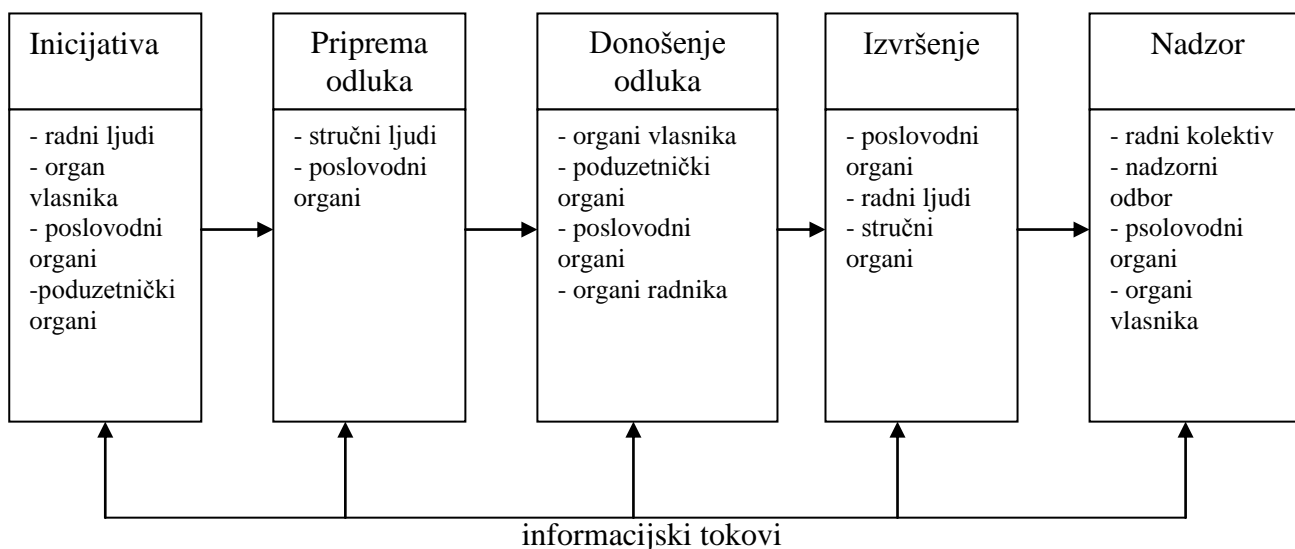 Inicijativa
- radni ljudi
- organ
vlasnika
- poslovodni
organi
-poduzetnički
organi
Priprema
odluka
- stručni ljudi
- poslovodni
organi
Donošenje
odluka
- organi vlasnika
- poduzetnički
organi
- poslovodni
organi
- organi radnika
Izvršenje
- poslovodni
organi
- radni ljudi
- stručni
organi
Nadzor
- radni kolektiv
- nadzorni
odbor
- psolovodni
organi
- organi
vlasnika
informacijski tokovi